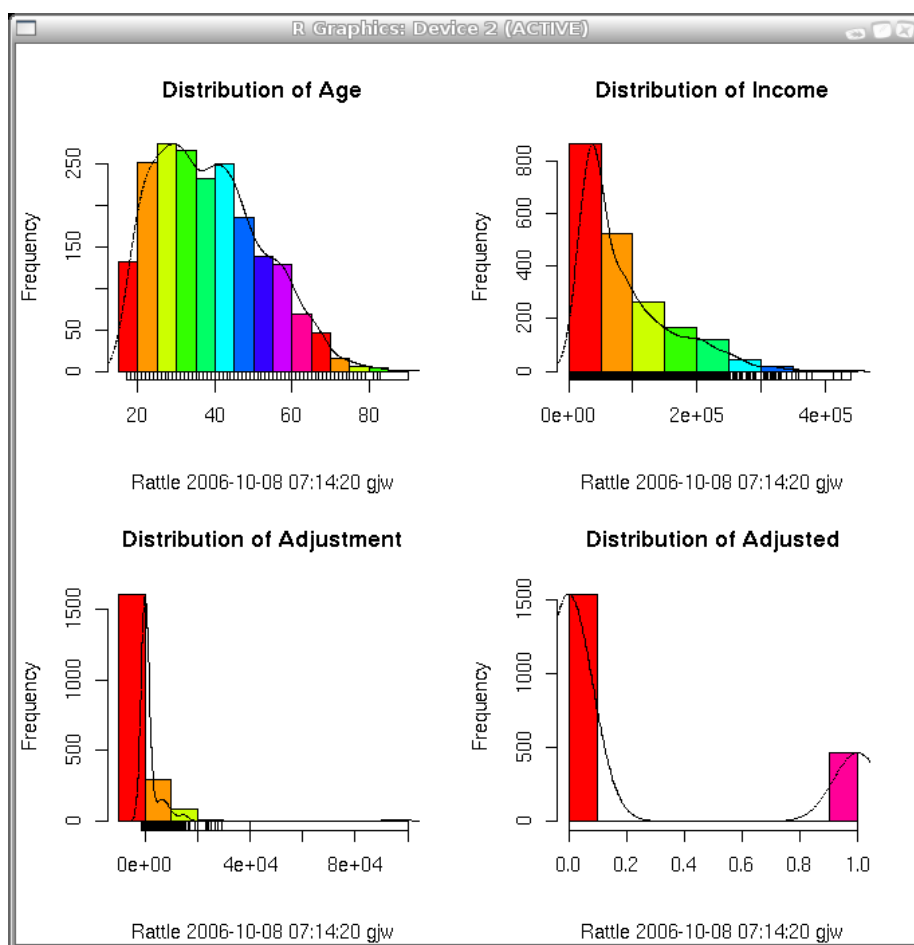 R Graphics: Device 2 (ACTIVE)
Distribution of Age
Frequency
0
50
150
250
20 40 60 80
Rattle 2006-10-08 07:14:20 gjw
Distribution of Income
Frequency
0
200
400
600
800
0e+00 2e+05 4e+05
Rattle 2006-10-08 07:14:20 gjw
Distribution of Adjustment
Frequency
0
500
1000
1500
0e+00 4e+04 8e+04
Rattle 2006-10-08 07:14:20 gjw
Distribution of Adjusted
Frequency
0
500
1000
1500
0.0 0.2 0.4 0.6 0.8 1.0
Rattle 2006-10-08 07:14:20 gjw